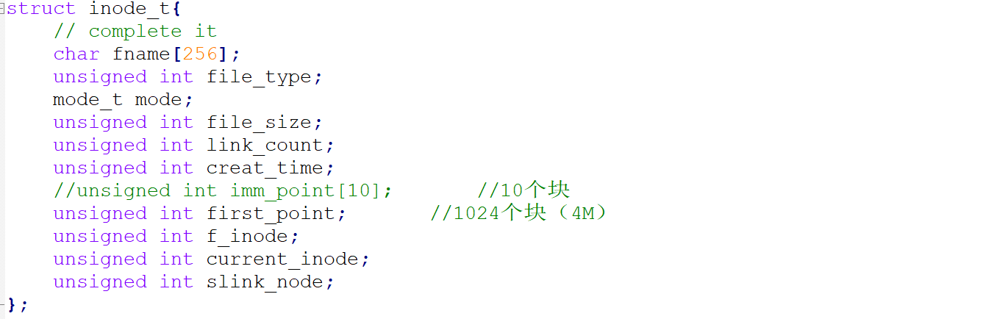 struct inode_t{
// complete it
char fname[256];
unsigned int file_type;
mode_t mode;
unsigned int file_size;
unsigned int link_count;
unsigned int creat_time;
//unsigned int imm_point[10]; //10个块
unsigned int first_point; //1024个块（4M）
unsigned int f_inode;
unsigned int current_inode;
unsigned int slink_node;
};